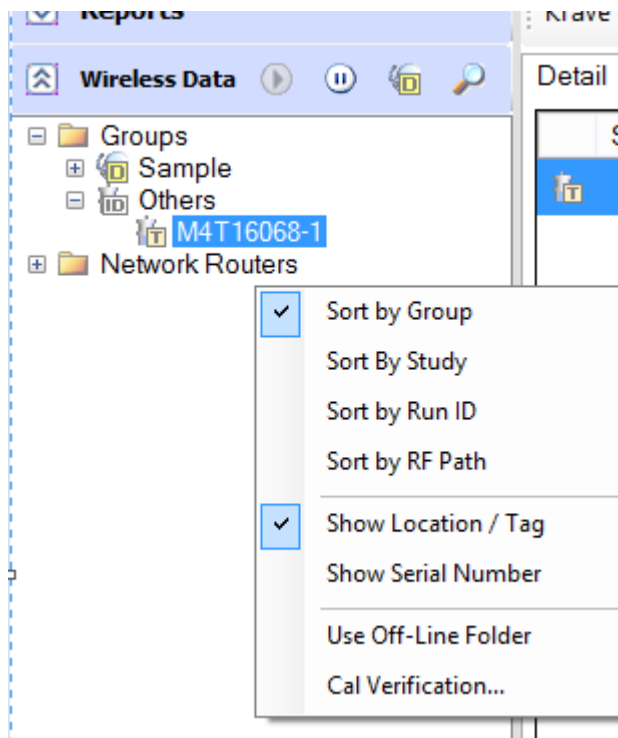 Reports
Krave
Wireless Data
Detail
Groups
Sample
Others
M4T16068-1
Network Routers
Sort by Group
Sort By Study
Sort by Run ID
Sort by RF Path
Show Location / Tag
Show Serial Number
Use Off-Line Folder
Cal Verification...